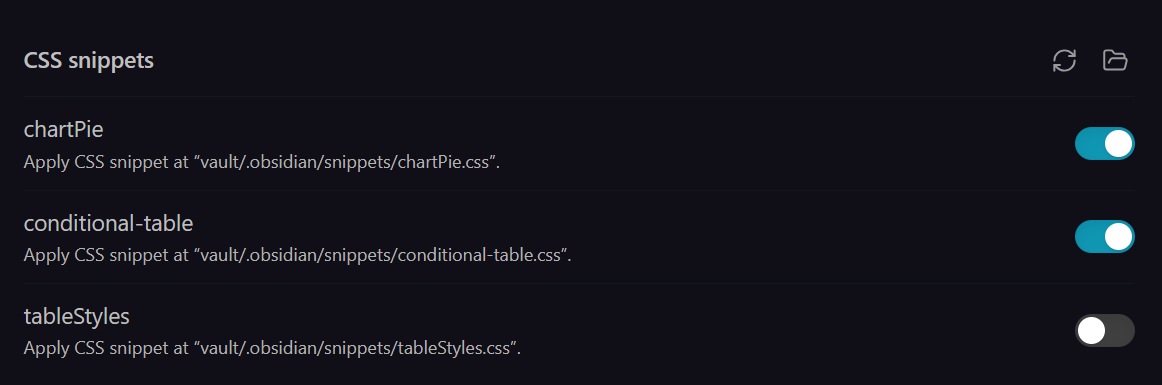 CSS snippets
chartPie
Apply CSS snippet at “vault/.obsidian/snippets/chartPie.css”.
conditional-table
Apply CSS snippet at “vault/.obsidian/snippets/conditional-table.css”.
tableStyles
Apply CSS snippet at “vault/.obsidian/snippets/tableStyles.css”.